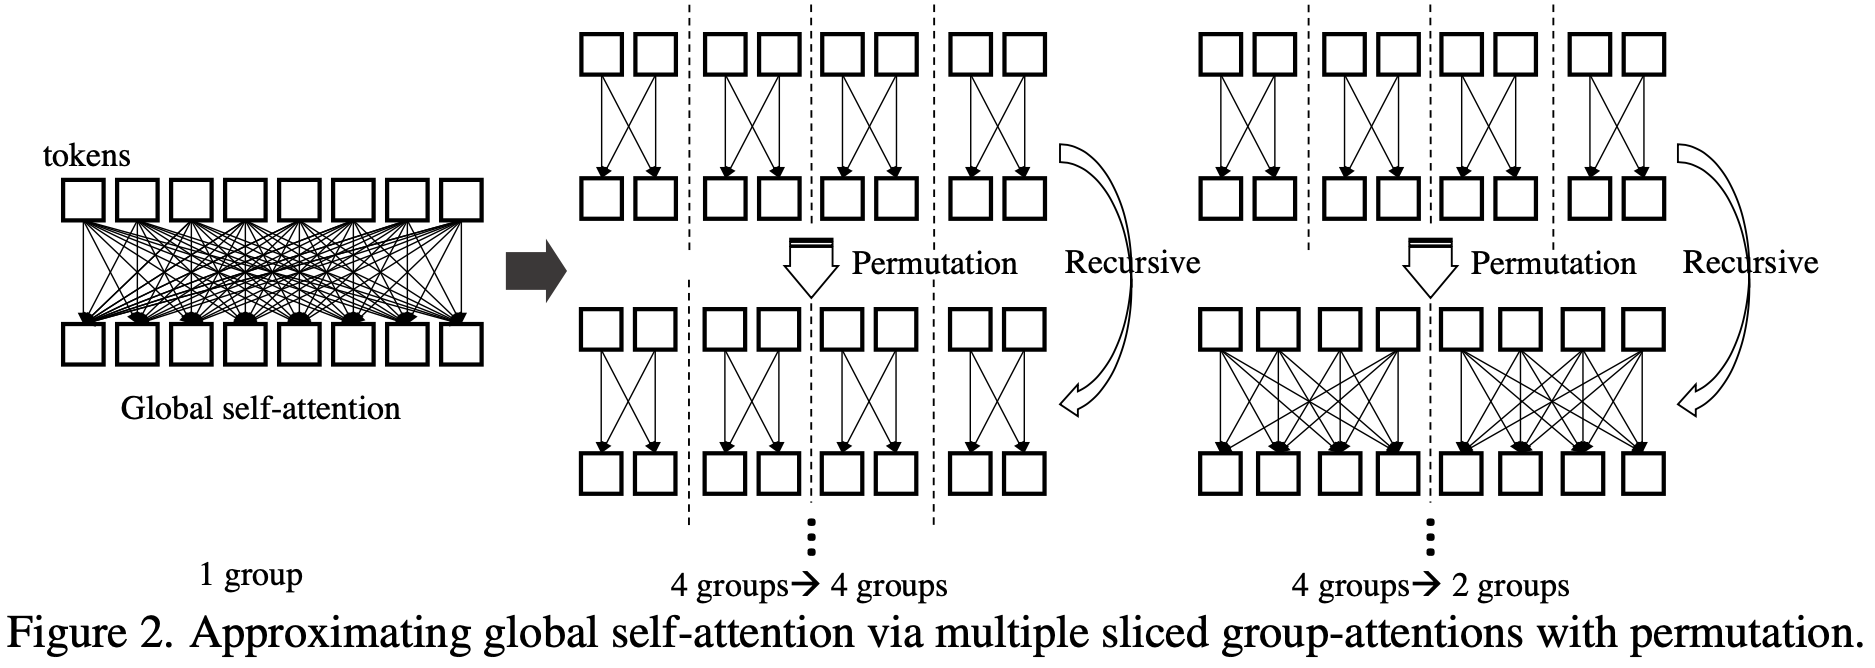 tokens
Global self-attention
1 group
Permutation
Recursive
4 groups→ 4 groups
Permutation
Recursive
4 groups→ 2 groups
Figure 2. Approximating global self-attention via multiple sliced group-attentions with permutation.